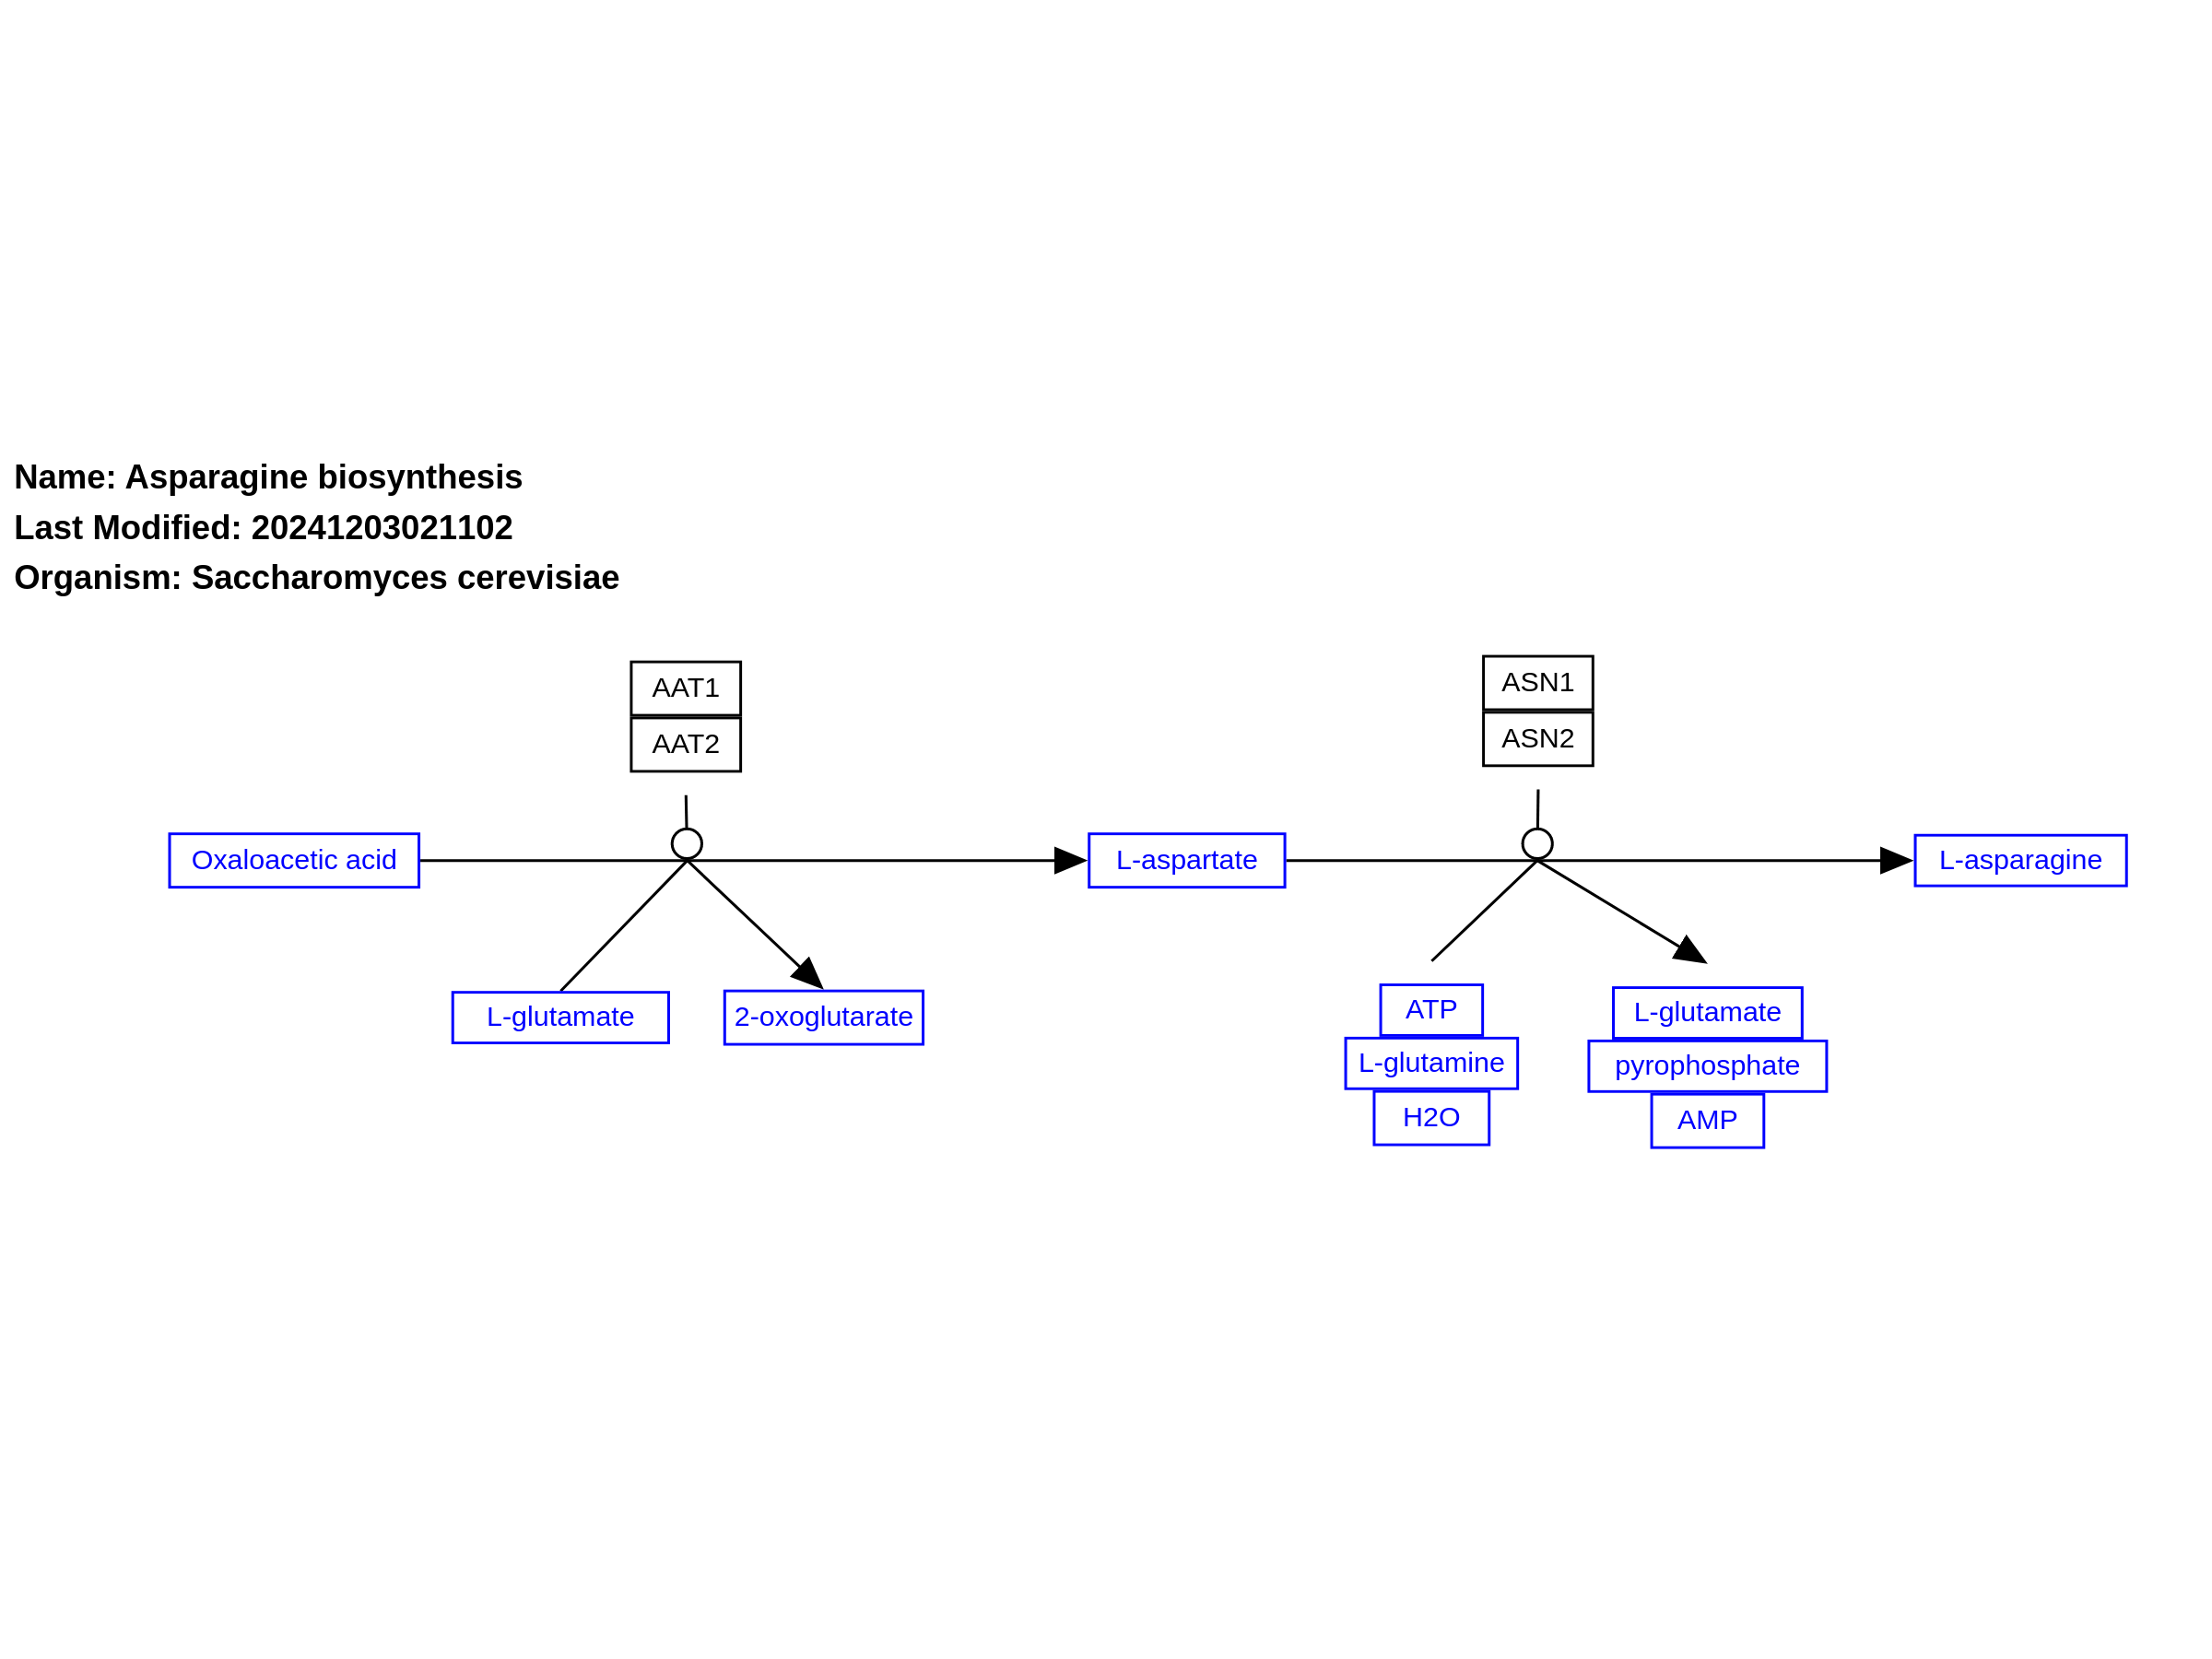 Name: Asparagine biosynthesis
Last Modified: 20241203021102
Organism: Saccharomyces cerevisiae
AAT1
AAT2
ASN1
ASN2
Oxaloacetic acid
L-aspartate
L-asparagine
L-glutamate
2-oxoglutarate
ATP
L-glutamine
H2O
L-glutamate
pyrophosphate
AMP